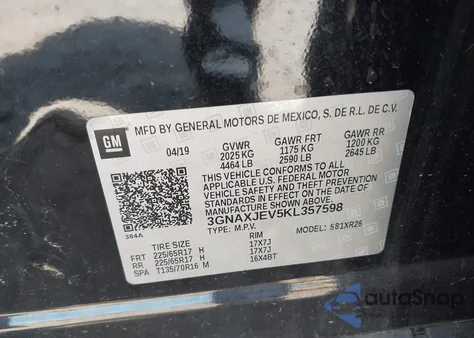 GM
MFD BY GENERAL MOTORS DE MEXICO, S. DE R.L. DE C.V.
04/19 GVWR GAWR FRT GAWR RR
2025 KG 1175 KG 1200 KG
4464 LB 2590 LB 2645 LB
THIS VEHICLE CONFORMS TO ALL
APPLICABLE U.S. FEDERAL MOTOR
VEHICLE SAFETY AND THEFT PREVENTION
STANDARDS IN EFFECT ON THE DATE OF
MANUFACTURE SHOWN ABOVE.
3GNAXJEV5KL357598
384A
TYPE: M.P.V. MODEL: 581XR26
TIRE SIZE RIM
FRT 225/65R17 H 17X7J
RR 225/65R17 H 17X7J
SPA T135/70R16 M 16X4BT
autoSnap